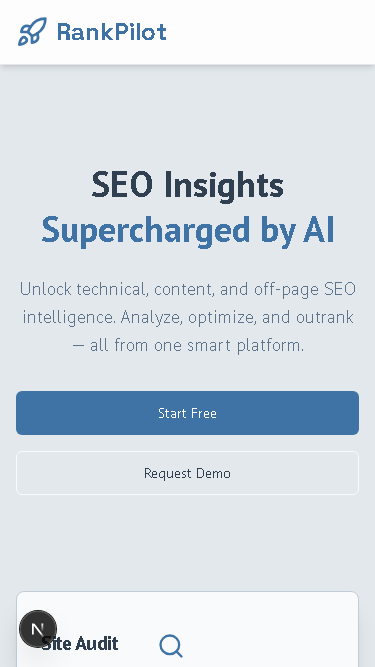 RankPilot
SEO Insights
Supercharged by AI
Unlock technical, content, and off-page SEO
intelligence. Analyze, optimize, and outrank
— all from one smart platform.
Start Free
Request Demo
N
Site Audit